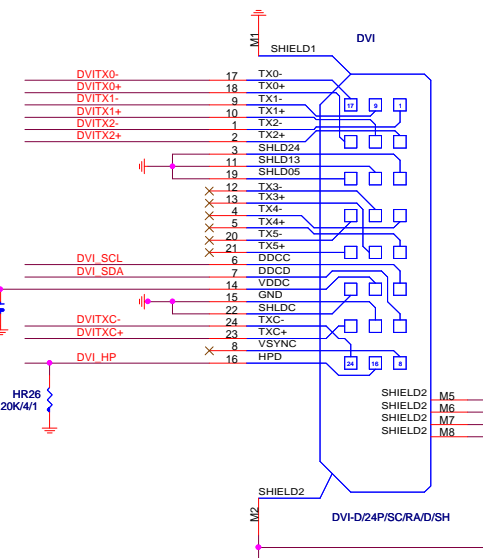 DVI
M1
SHIELD1
DVITX0- 17 TX0-
DVITX0+ 18 TX0+
DVITX1- 9 TX1-
DVITX1+ 10 TX1+
DVITX2- 1 TX2-
DVITX2+ 2 TX2+
3 SHLD24
11 SHLD13
19 SHLD05
12 TX3-
13 TX3+
4 TX4-
5 TX4+
20 TX5-
21 TX5+
DVI_SCL 6 DDCC
DVI_SDA 7 DDCD
14 VDDC
15 GND
22 SHLDC
DVITXC- 24 TXC-
DVITXC+ 23 TXC+
8 VSYNC
DVI_HP 16 HPD
17 9 1
24 16 8
HR26
20K/4/1
SHIELD2 M5
SHIELD2 M6
SHIELD2 M7
SHIELD2 M8
SHIELD2
M2
DVI-D/24P/SC/RA/D/SH